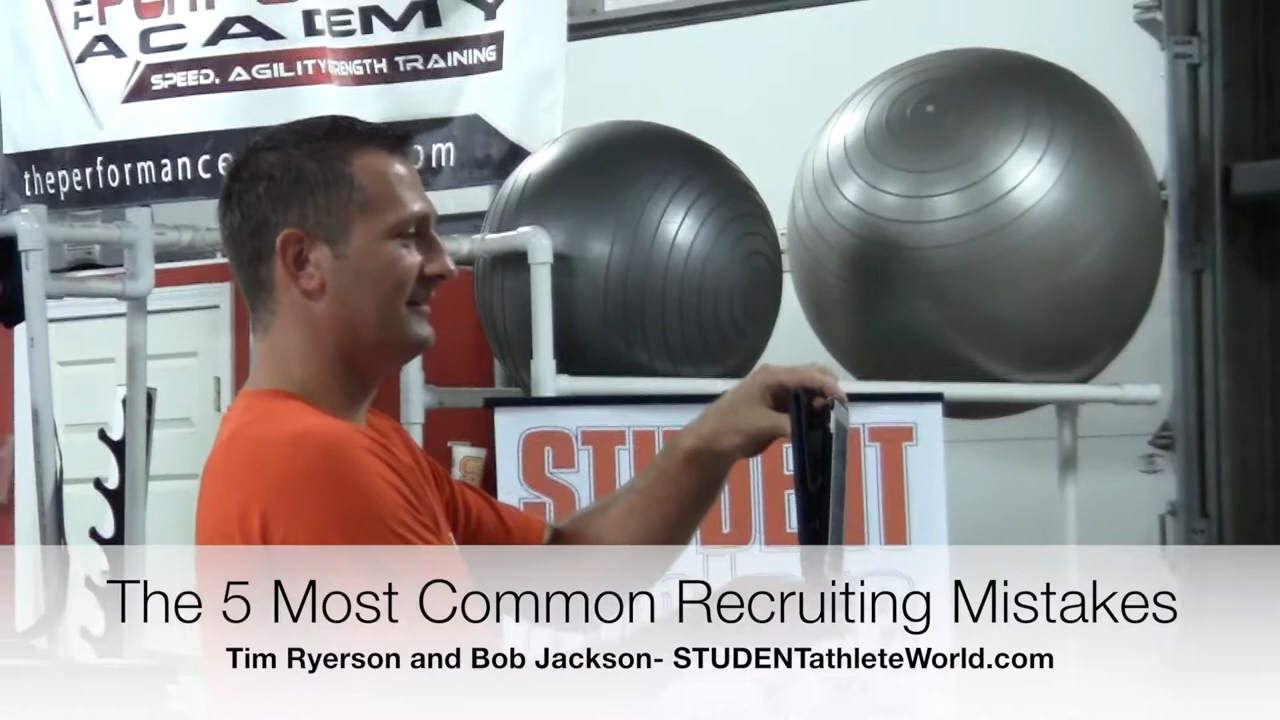 ACADEMY
SPEED, AGILITY STRENGTH TRAINING
theperformance
om
STUDENT
The 5 Most Common Recruiting Mistakes
Tim Ryerson and Bob Jackson- STUDENTathleteWorld.com